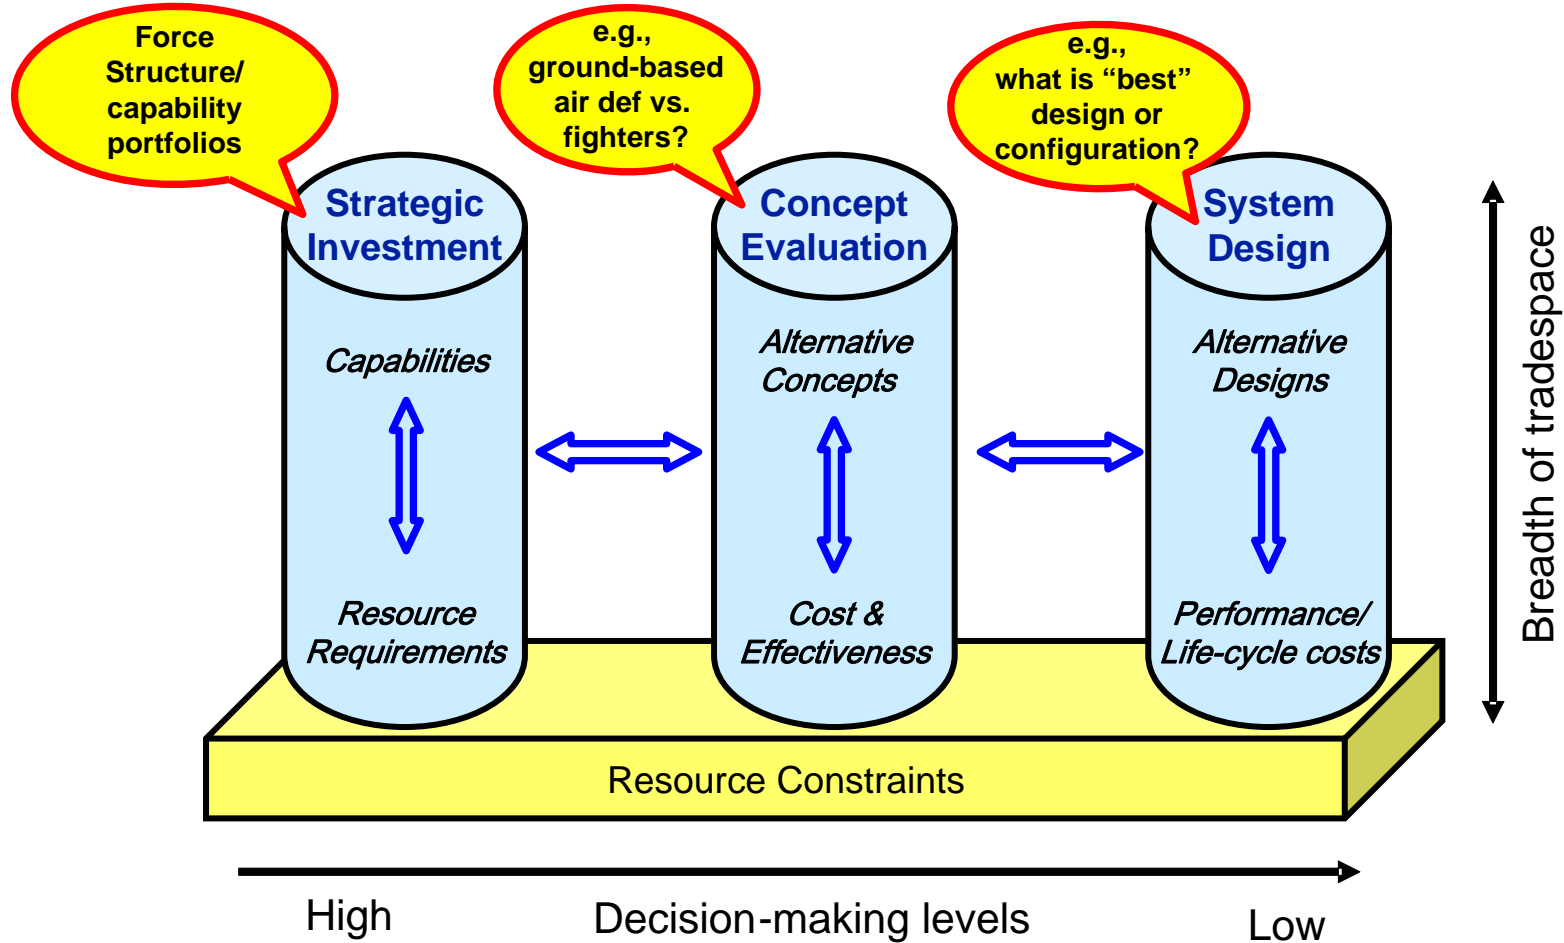 Force
Structure/
capability
portfolios
e.g.,
ground-based
air def vs.
fighters?
e.g.,
what is “best”
design or
configuration?
Strategic
Investment
Concept
Evaluation
System
Design
Capabilities
Alternative
Concepts
Alternative
Designs
Resource
Requirements
Cost &
Effectiveness
Performance/
Life-cycle costs
Breadth of tradespace
Resource Constraints
High
Decision-making levels
Low